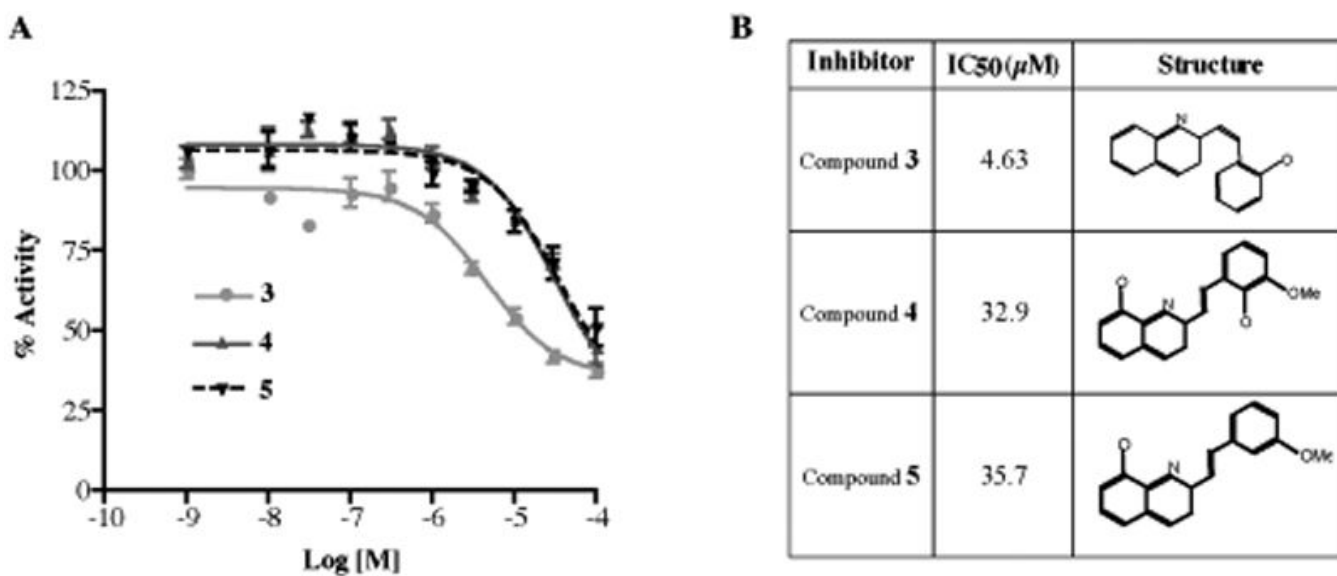 A
B
% Activity
125
100
75
50
25
0
3
4
5
-10
-9
-8
-7
-6
-5
-4
Log [M]
Inhibitor IC50 (μM) Structure
Compound 3 4.63
N
O
Compound 4 32.9
O
N
O
OMe
Compound 5 35.7
O
N
OMe